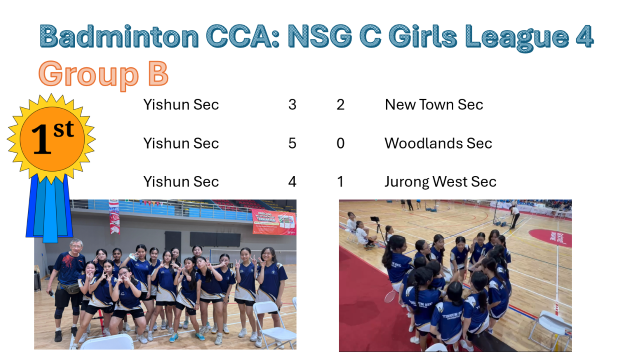 Badminton CCA: NSG C Girls League 4
Group B
1st
Yishun Sec 3 2 New Town Sec
Yishun Sec 5 0 Woodlands Sec
Yishun Sec 4 1 Jurong West Sec